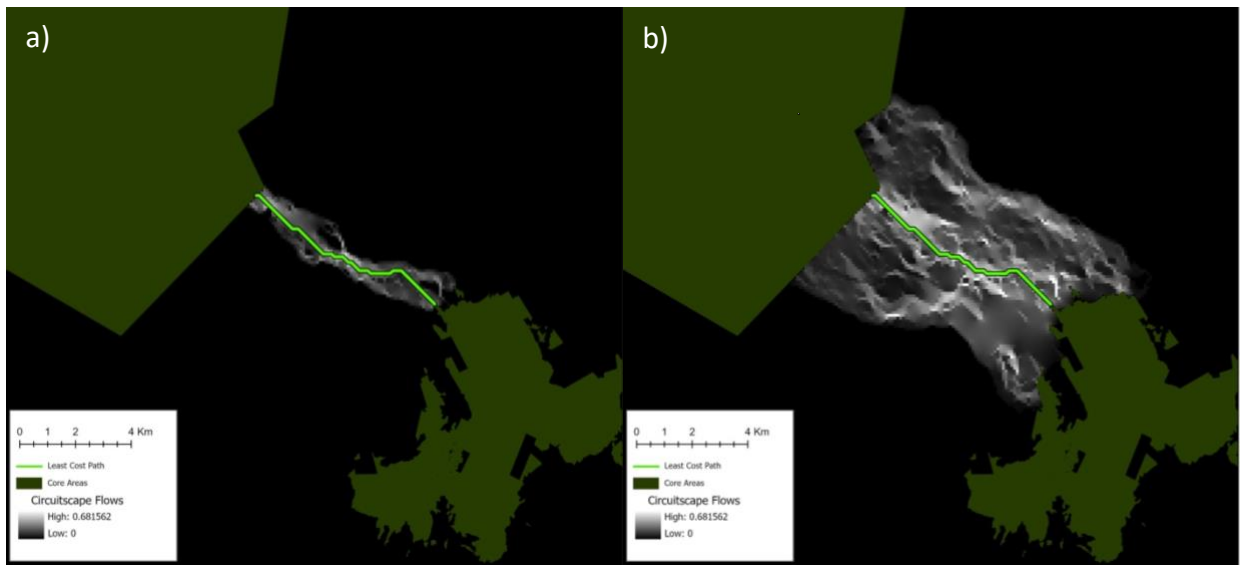 a)
0 1 2 4 Km
Least Cost Path
Core Areas
Circuitscape Flows
High: 0.681562
Low: 0
b)
0 1 2 4 Km
Least Cost Path
Core Areas
Circuitscape Flows
High: 0.681562
Low: 0